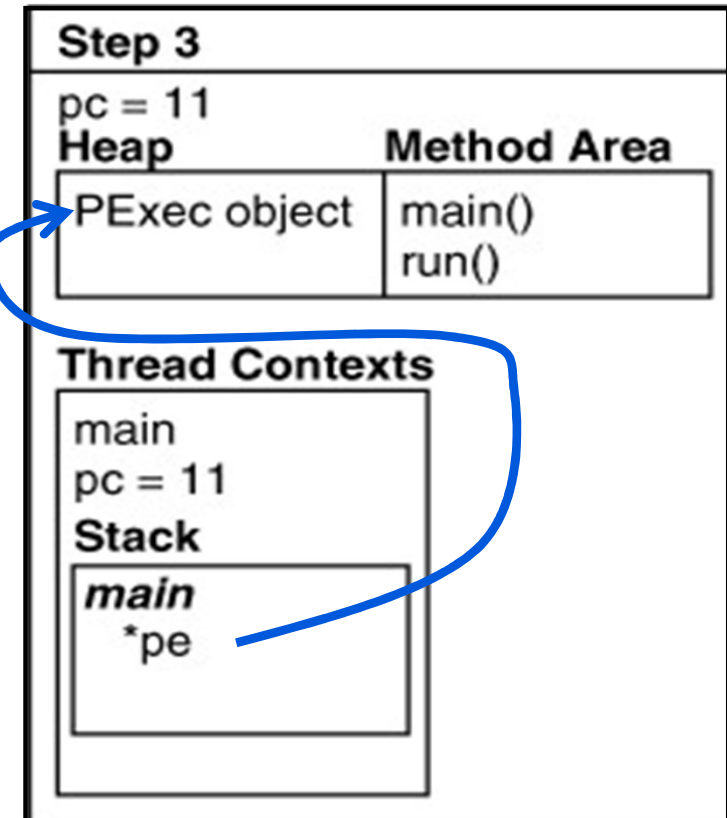 Step 3
pc = 11
Heap Method Area
PExec object main()
run()
Thread Contexts
main
pc = 11
Stack
main
*pe